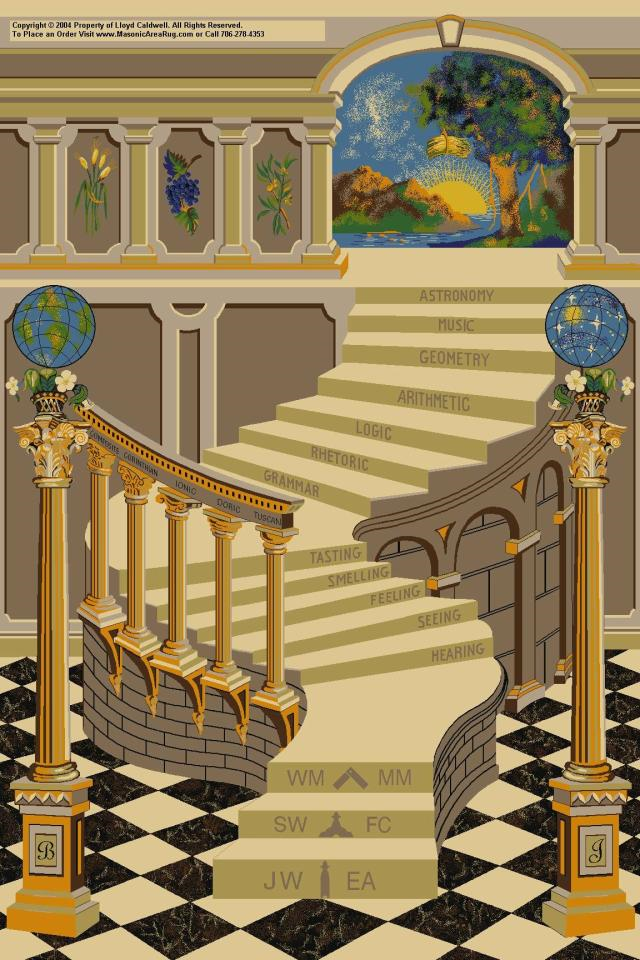 Copyright © 2004 Property of Lloyd Caldwell. All Rights Reserved.
To Place an Order Visit www.MasonicAreaRug.com or Call 706-278-4353
ASTRONOMY
MUSIC
GEOMETRY
ARITHMETIC
LOGIC
RHETORIC
GRAMMAR
COMPOSITE CORINTHIAN IONIC DORIC TUSCAN
TASTING
SMELLING
FEELING
SEEING
HEARING
WM MM
SW FC
JW EA
B J